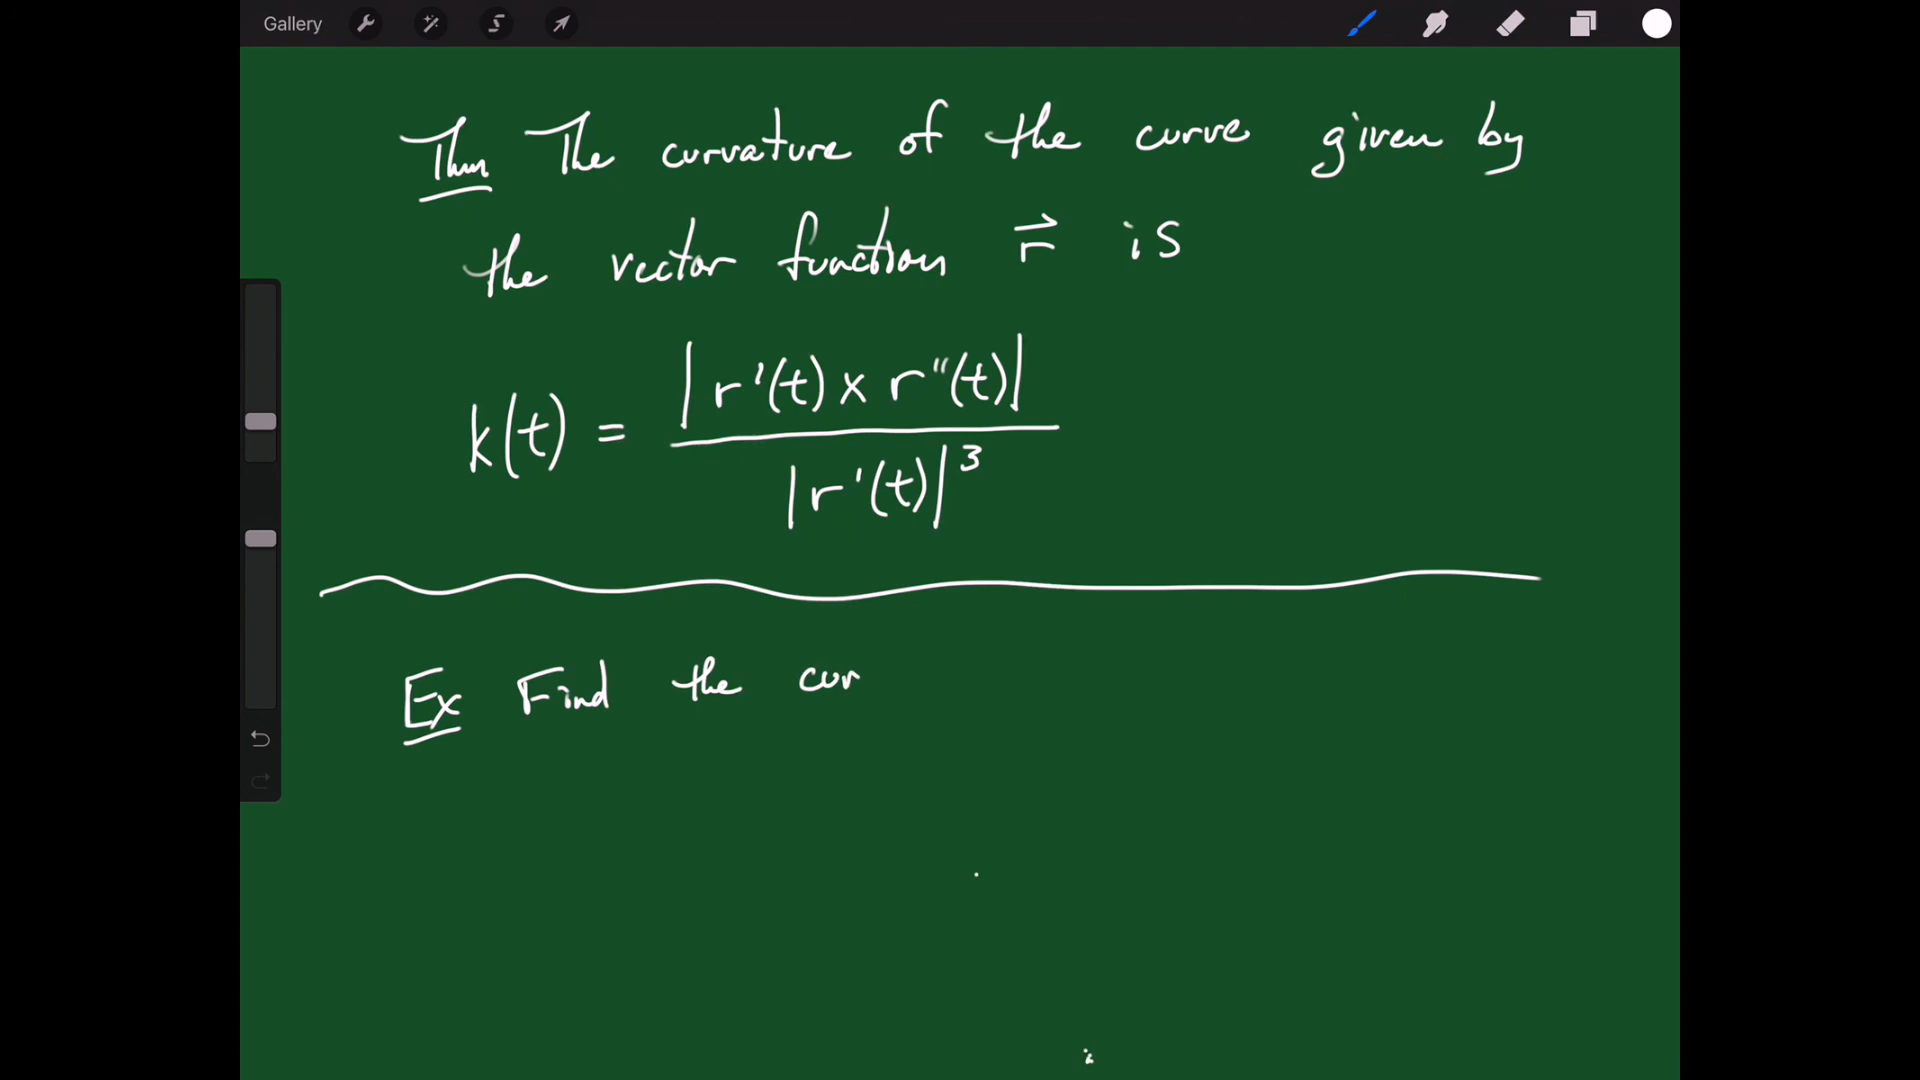 Gallery
Thm The curvature of the curve given by
the vector function r⃗ is
k(t) = |r'(t) x r''(t)| / |r'(t)|³
Ex Find the cur